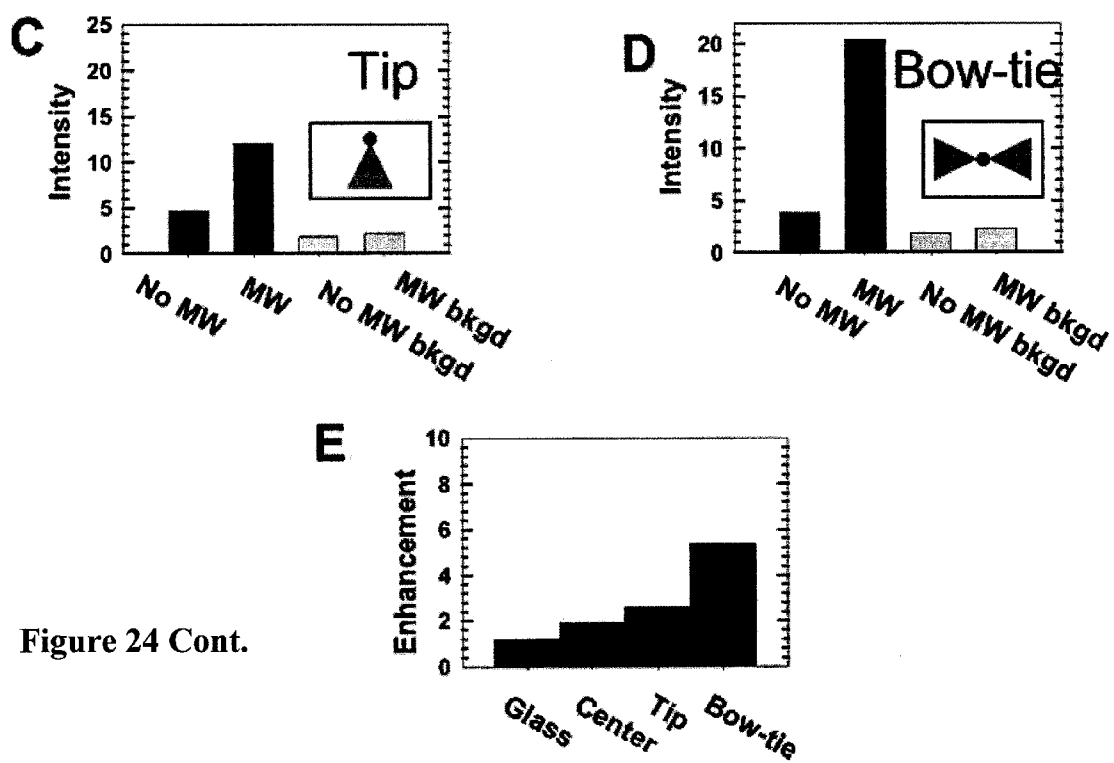 C
Tip
Intensity
25
20
15
10
5
0
No MW
MW
No MW bkgd
MW bkgd
D
Bow-tie
Intensity
20
15
10
5
0
No MW
MW
No MW bkgd
MW bkgd
E
Enhancement
10
8
6
4
2
0
Glass
Center
Tip
Bow-tie
Figure 24 Cont.